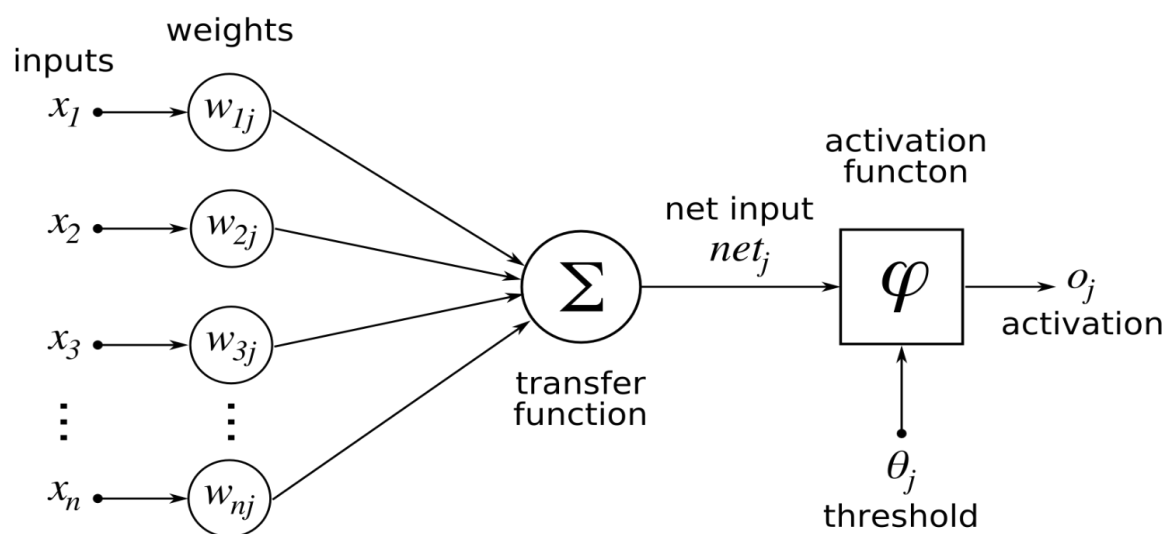 weights
inputs
x1
w1j
x2
w2j
x3
w3j
⋮
⋮
xn
wnj
Σ
transfer
function
net input
netj
activation
functon
φ
oj
activation
θj
threshold